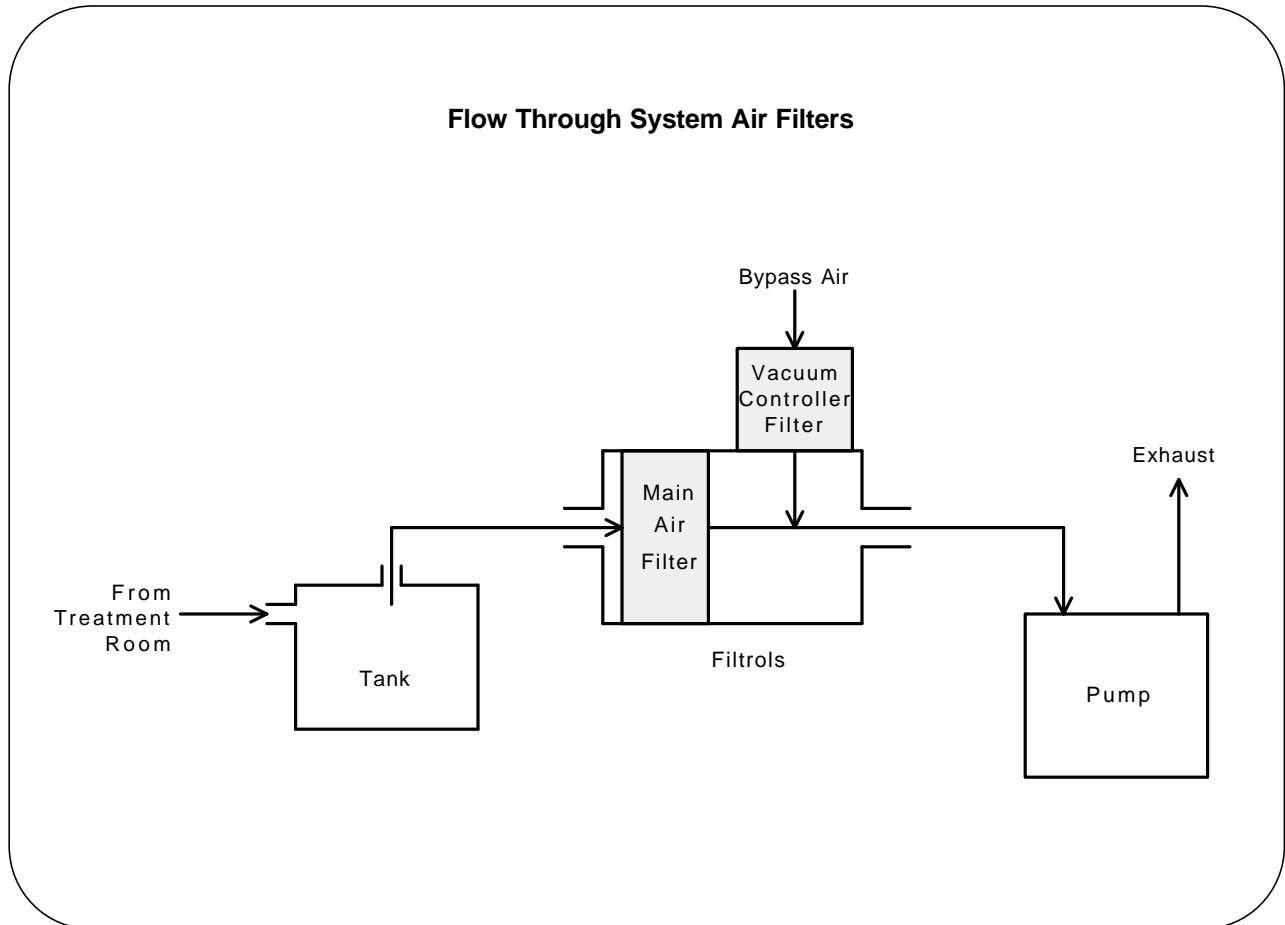 Flow Through System Air Filters
Bypass Air
Vacuum
Controller
Filter
Exhaust
Main
Air
Filter
From
Treatment
Room
Tank
Filtrols
Pump